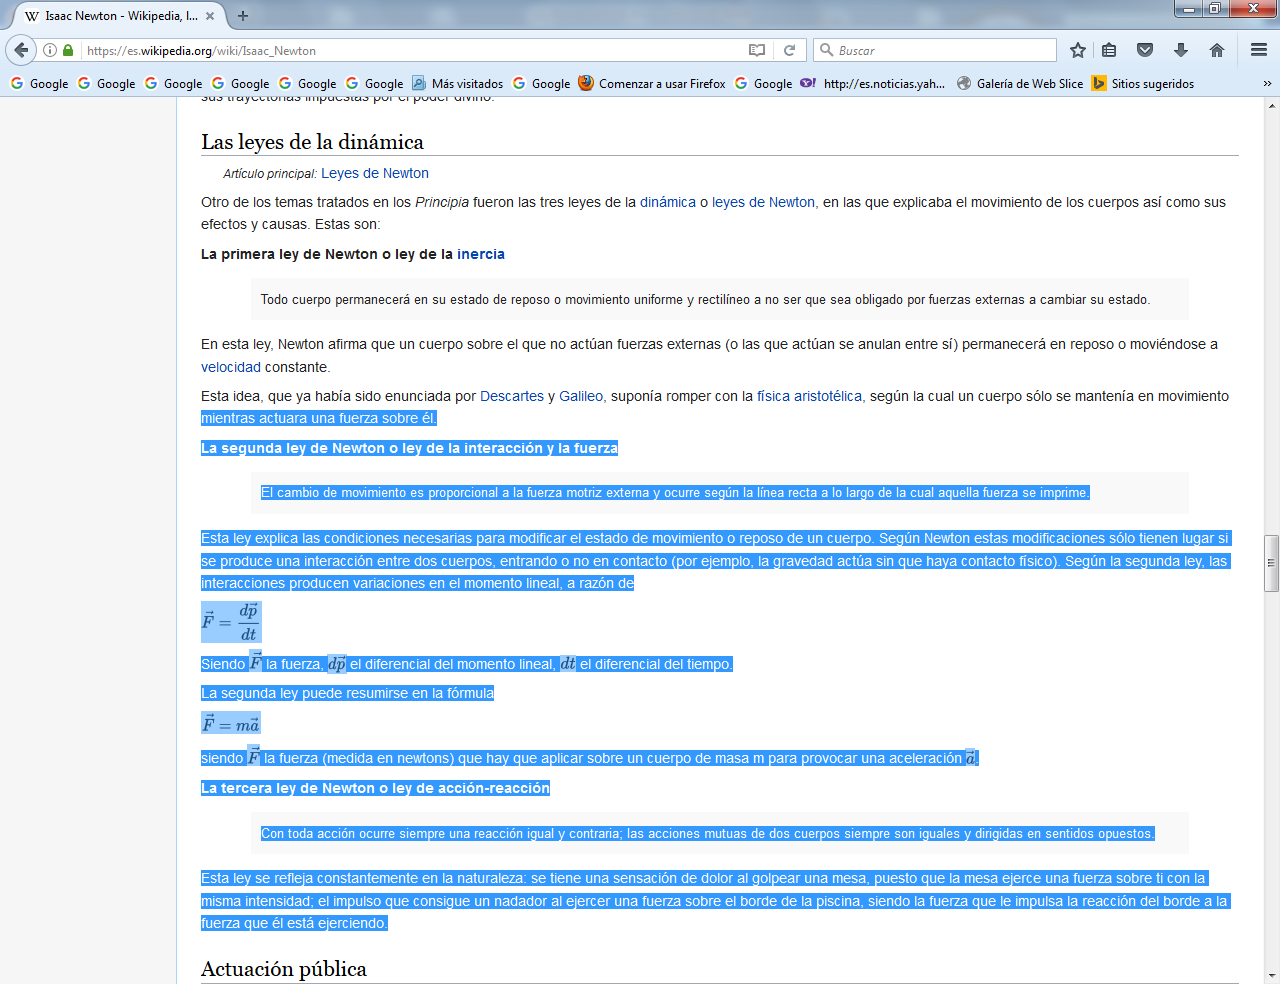 Isaac Newton - Wikipedia, l...
https://es.wikipedia.org/wiki/Isaac_Newton
Buscar
Google Google Google Google Google Google Más visitados Google Comenzar a usar Firefox Google http://es.noticias.yah... Galería de Web Slice Sitios sugeridos »
sus trayectorias impuestas por el poder divino.
Las leyes de la dinámica
Artículo principal: Leyes de Newton
Otro de los temas tratados en los Principia fueron las tres leyes de la dinámica o leyes de Newton, en las que explicaba el movimiento de los cuerpos así como sus
efectos y causas. Estas son:
La primera ley de Newton o ley de la inercia
Todo cuerpo permanecerá en su estado de reposo o movimiento uniforme y rectilíneo a no ser que sea obligado por fuerzas externas a cambiar su estado.
En esta ley, Newton afirma que un cuerpo sobre el que no actúan fuerzas externas (o las que actúan se anulan entre sí) permanecerá en reposo o moviéndose a
velocidad constante.
Esta idea, que ya había sido enunciada por Descartes y Galileo, suponía romper con la física aristotélica, según la cual un cuerpo sólo se mantenía en movimiento
mientras actuara una fuerza sobre él.
La segunda ley de Newton o ley de la interacción y la fuerza
El cambio de movimiento es proporcional a la fuerza motriz externa y ocurre según la línea recta a lo largo de la cual aquella fuerza se imprime.
Esta ley explica las condiciones necesarias para modificar el estado de movimiento o reposo de un cuerpo. Según Newton estas modificaciones sólo tienen lugar si
se produce una interacción entre dos cuerpos, entrando o no en contacto (por ejemplo, la gravedad actúa sin que haya contacto físico). Según la segunda ley, las
interacciones producen variaciones en el momento lineal, a razón de
F⃗ = dp⃗/dt
Siendo F⃗ la fuerza, dp⃗ el diferencial del momento lineal, dt el diferencial del tiempo.
La segunda ley puede resumirse en la fórmula
F⃗ = ma⃗
siendo F⃗ la fuerza (medida en newtons) que hay que aplicar sobre un cuerpo de masa m para provocar una aceleración a⃗.
La tercera ley de Newton o ley de acción-reacción
Con toda acción ocurre siempre una reacción igual y contraria; las acciones mutuas de dos cuerpos siempre son iguales y dirigidas en sentidos opuestos.
Esta ley se refleja constantemente en la naturaleza: se tiene una sensación de dolor al golpear una mesa, puesto que la mesa ejerce una fuerza sobre ti con la
misma intensidad; el impulso que consigue un nadador al ejercer una fuerza sobre el borde de la piscina, siendo la fuerza que le impulsa la reacción del borde a la
fuerza que él está ejerciendo.
Actuación pública